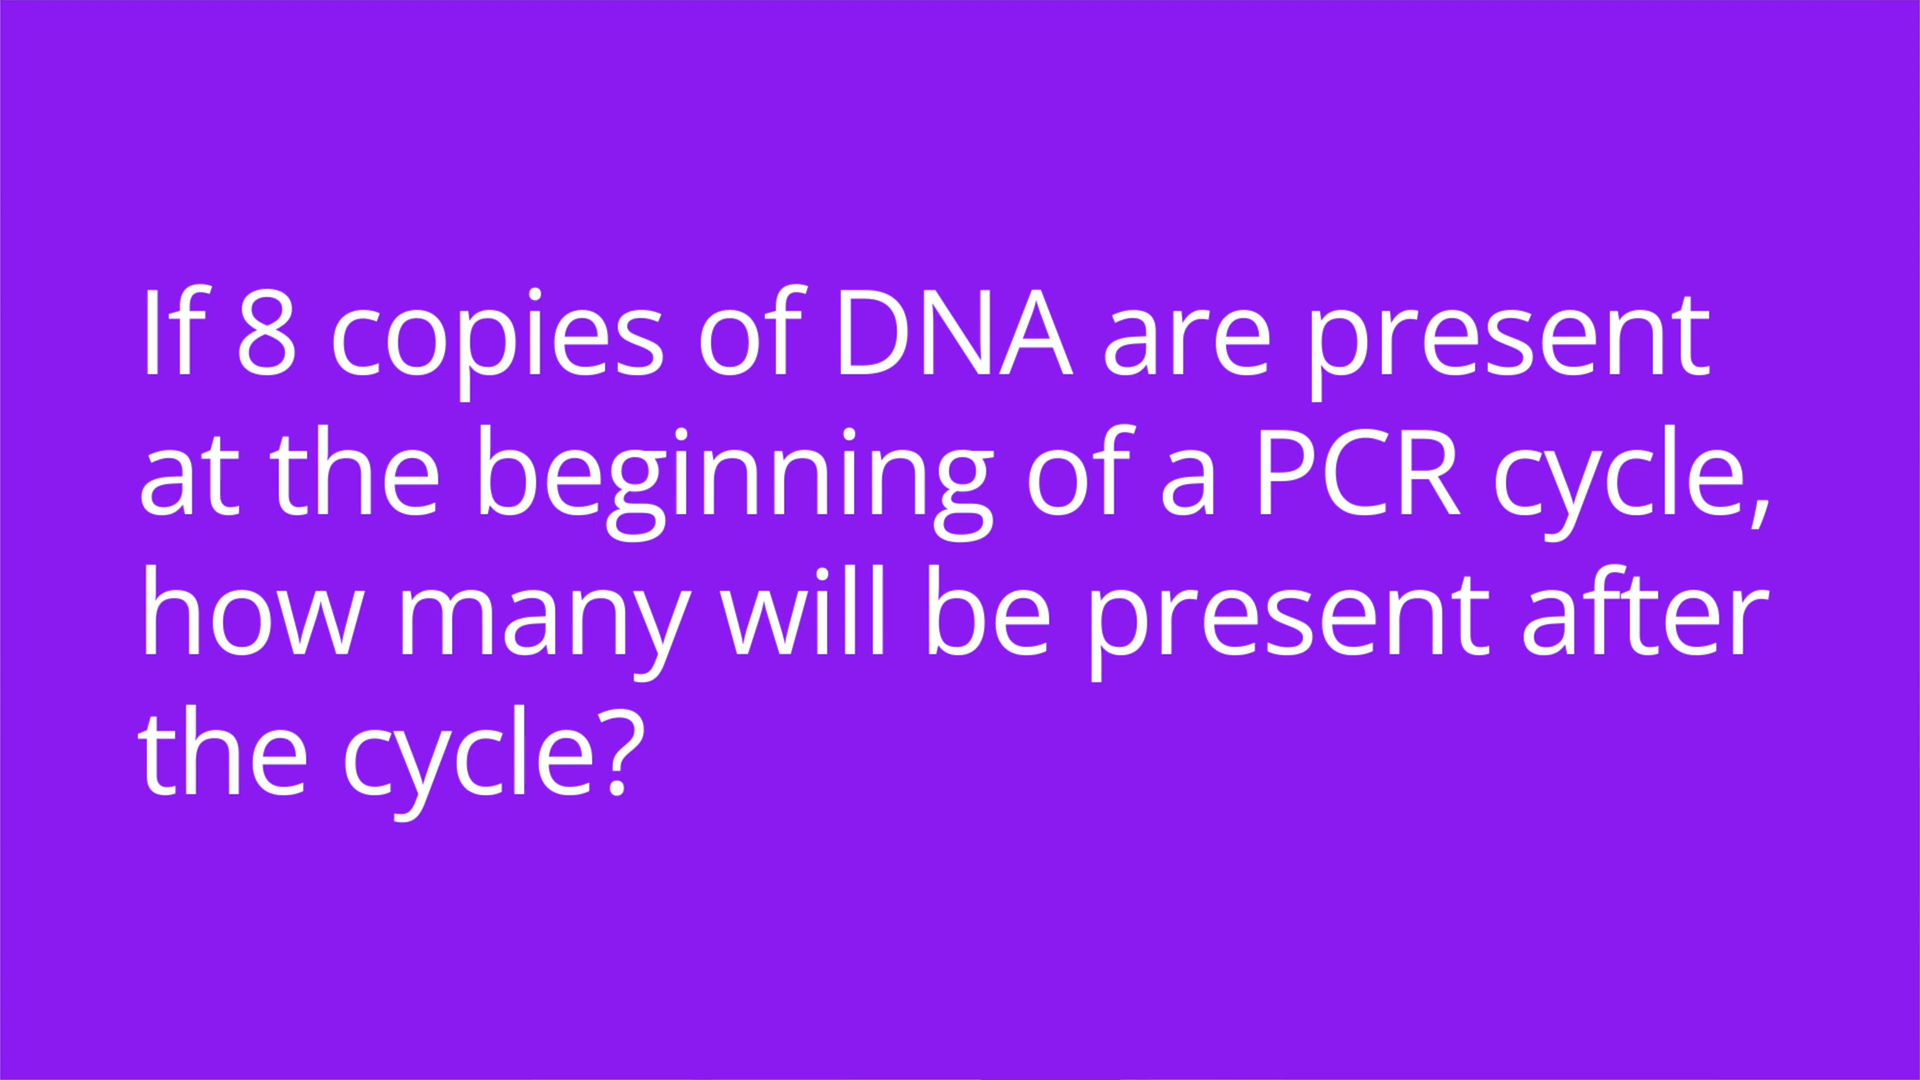 If 8 copies of DNA are present
at the beginning of a PCR cycle,
how many will be present after
the cycle?